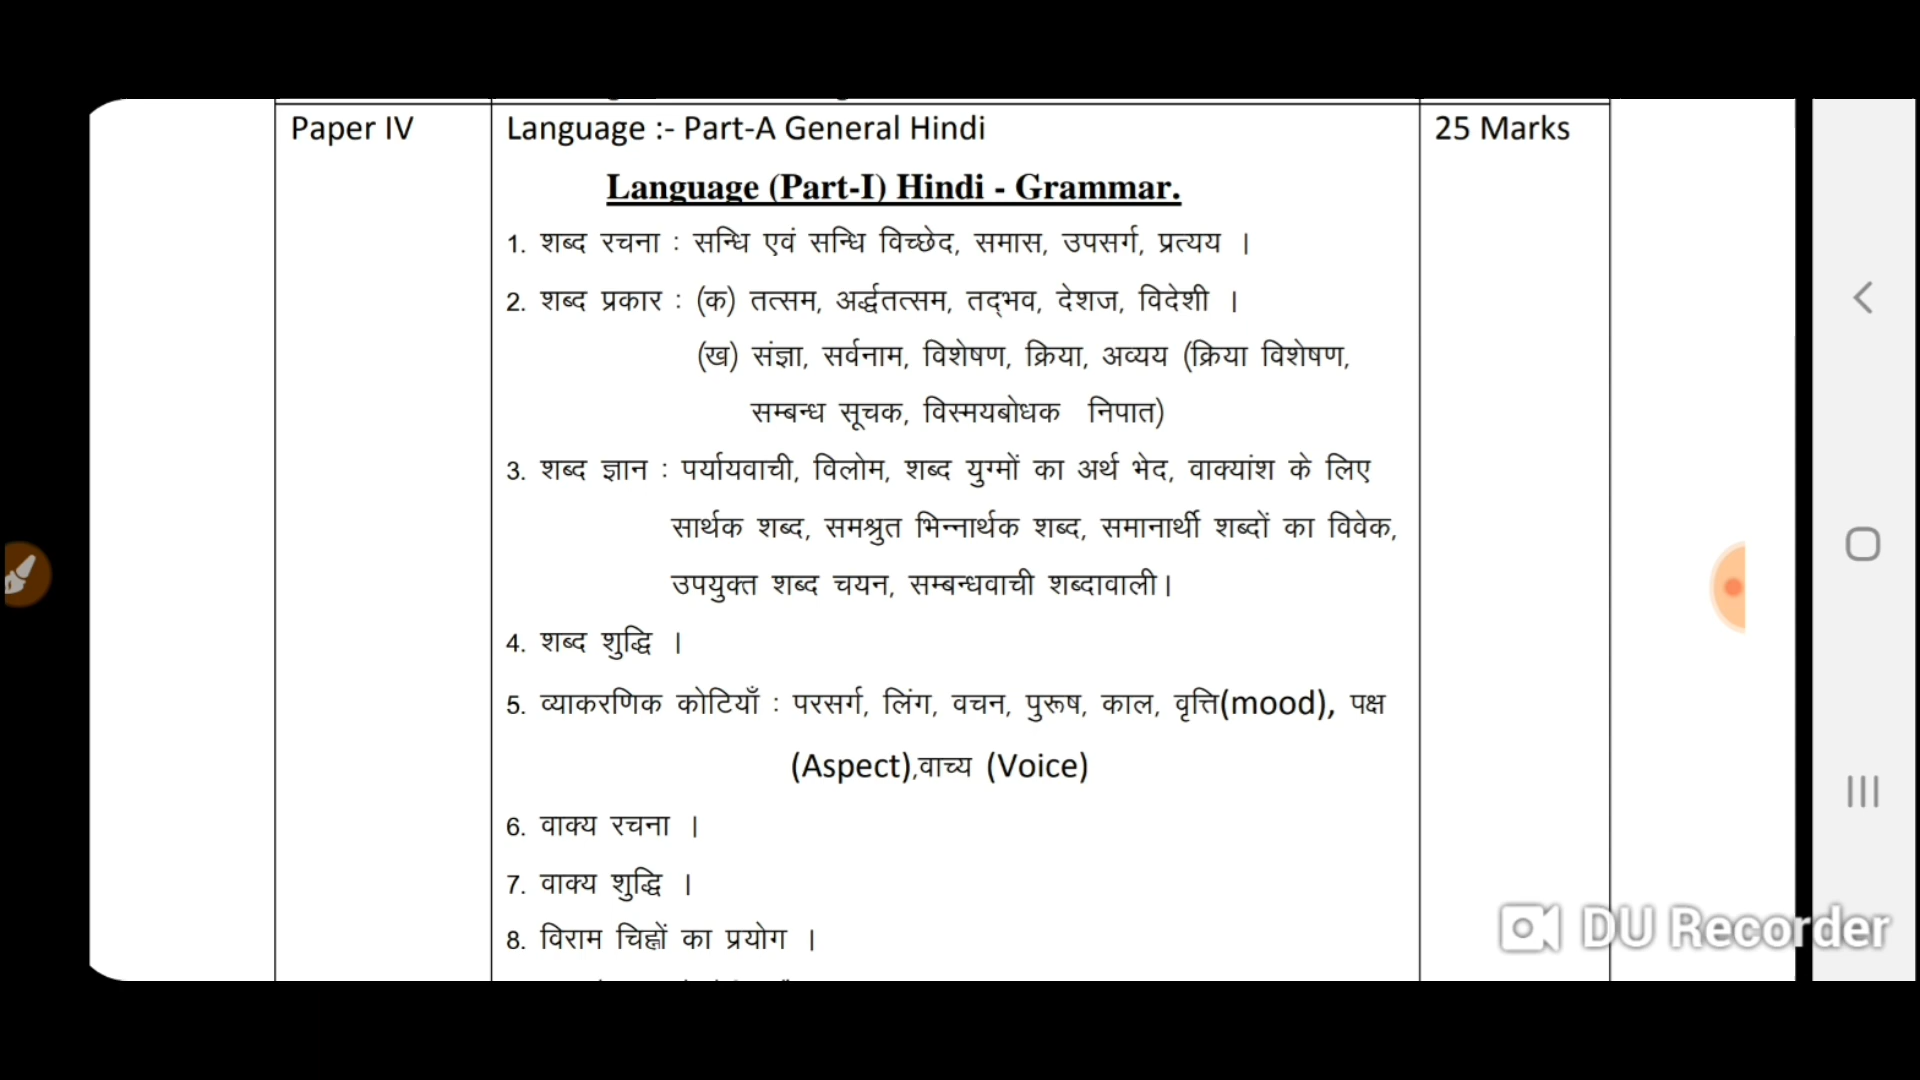 Paper IV
Language :- Part-A General Hindi
25 Marks
Language (Part-I) Hindi - Grammar.
1. शब्द रचना : सन्धि एवं सन्धि विच्छेद, समास, उपसर्ग, प्रत्यय ।
2. शब्द प्रकार : (क) तत्सम, अर्द्धतत्सम, तद्‌भव, देशज, विदेशी ।
(ख) संज्ञा, सर्वनाम, विशेषण, क्रिया, अव्यय (क्रिया विशेषण,
सम्बन्ध सूचक, विस्मयबोधक निपात)
3. शब्द ज्ञान : पर्यायवाची, विलोम, शब्द युग्मों का अर्थ भेद, वाक्यांश के लिए
सार्थक शब्द, समश्रुत भिन्नार्थक शब्द, समानार्थी शब्दों का विवेक,
उपयुक्त शब्द चयन, सम्बन्धवाची शब्दावाली।
4. शब्द शुद्धि ।
5. व्याकरणिक कोटियाँ : परसर्ग, लिंग, वचन, पुरूष, काल, वृत्ति(mood), पक्ष
(Aspect),वाच्य (Voice)
6. वाक्य रचना ।
7. वाक्य शुद्धि ।
8. विराम चिह्नों का प्रयोग ।
DU Recorder